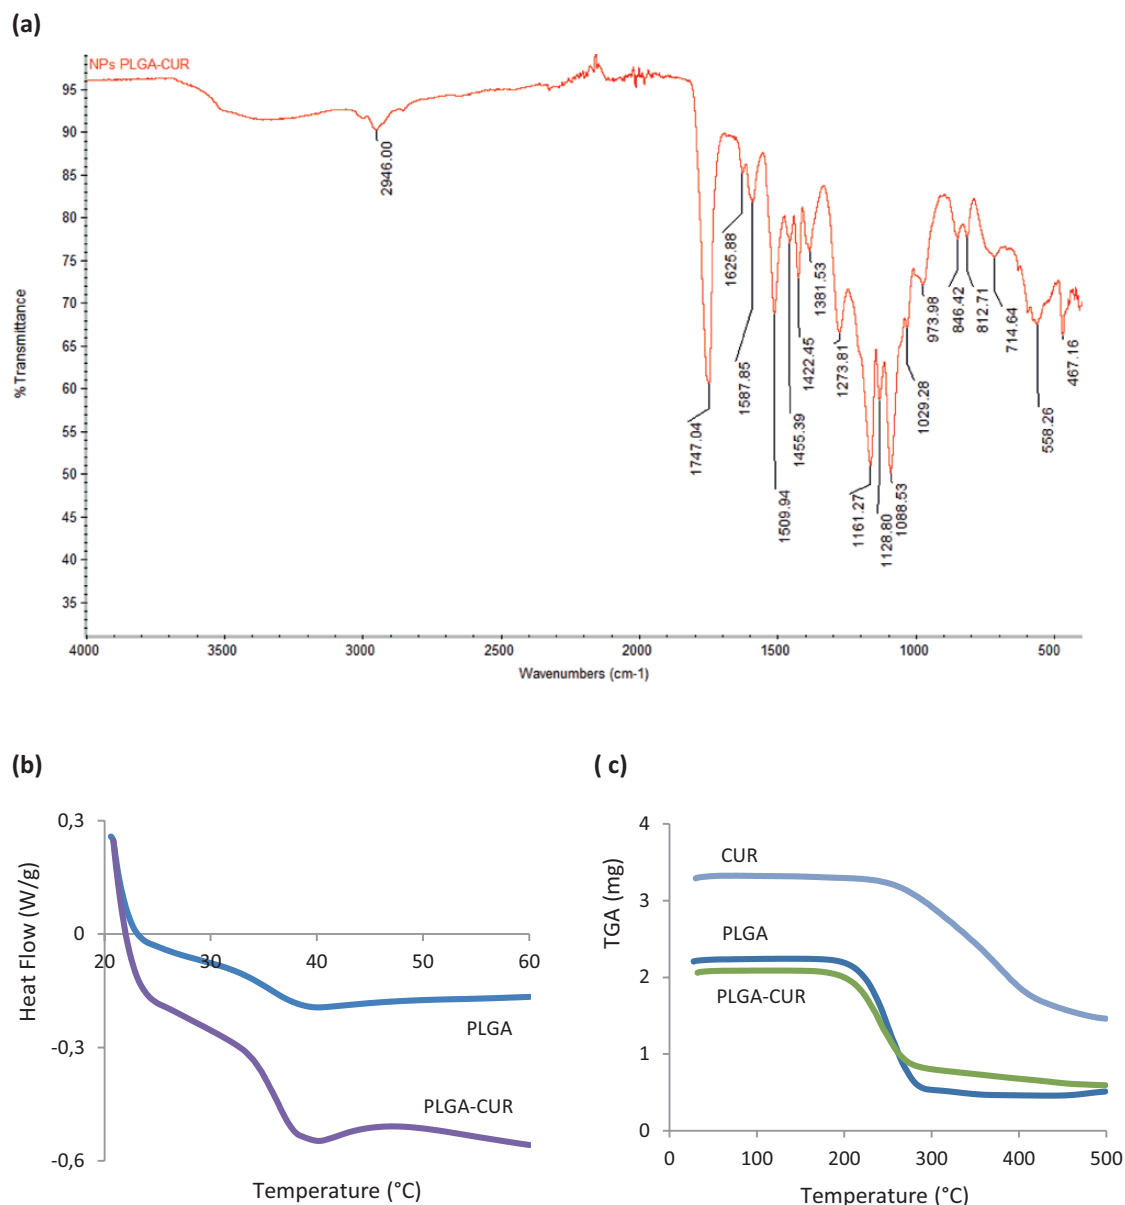 (a)
NPs PLGA-CUR
95
90
85
80
75
70
65
60
55
50
45
40
35
%Transmittance
2946.00
1747.04
1625.88
1587.85
1509.94
1455.39
1422.45
1381.53
1273.81
1161.27
1128.80
1088.53
1029.28
973.98
846.42
812.71
714.64
558.26
467.16
4000 3500 3000 2500 2000 1500 1000 500
Wavenumbers (cm-1)
(b)
0,3
0
-0,3
-0,6
Heat Flow (W/g)
20 30 40 50 60
PLGA
PLGA-CUR
Temperature (°C)
( c)
4
3
2
1
0
TGA (mg)
CUR
PLGA
PLGA-CUR
0 100 200 300 400 500
Temperature (°C)